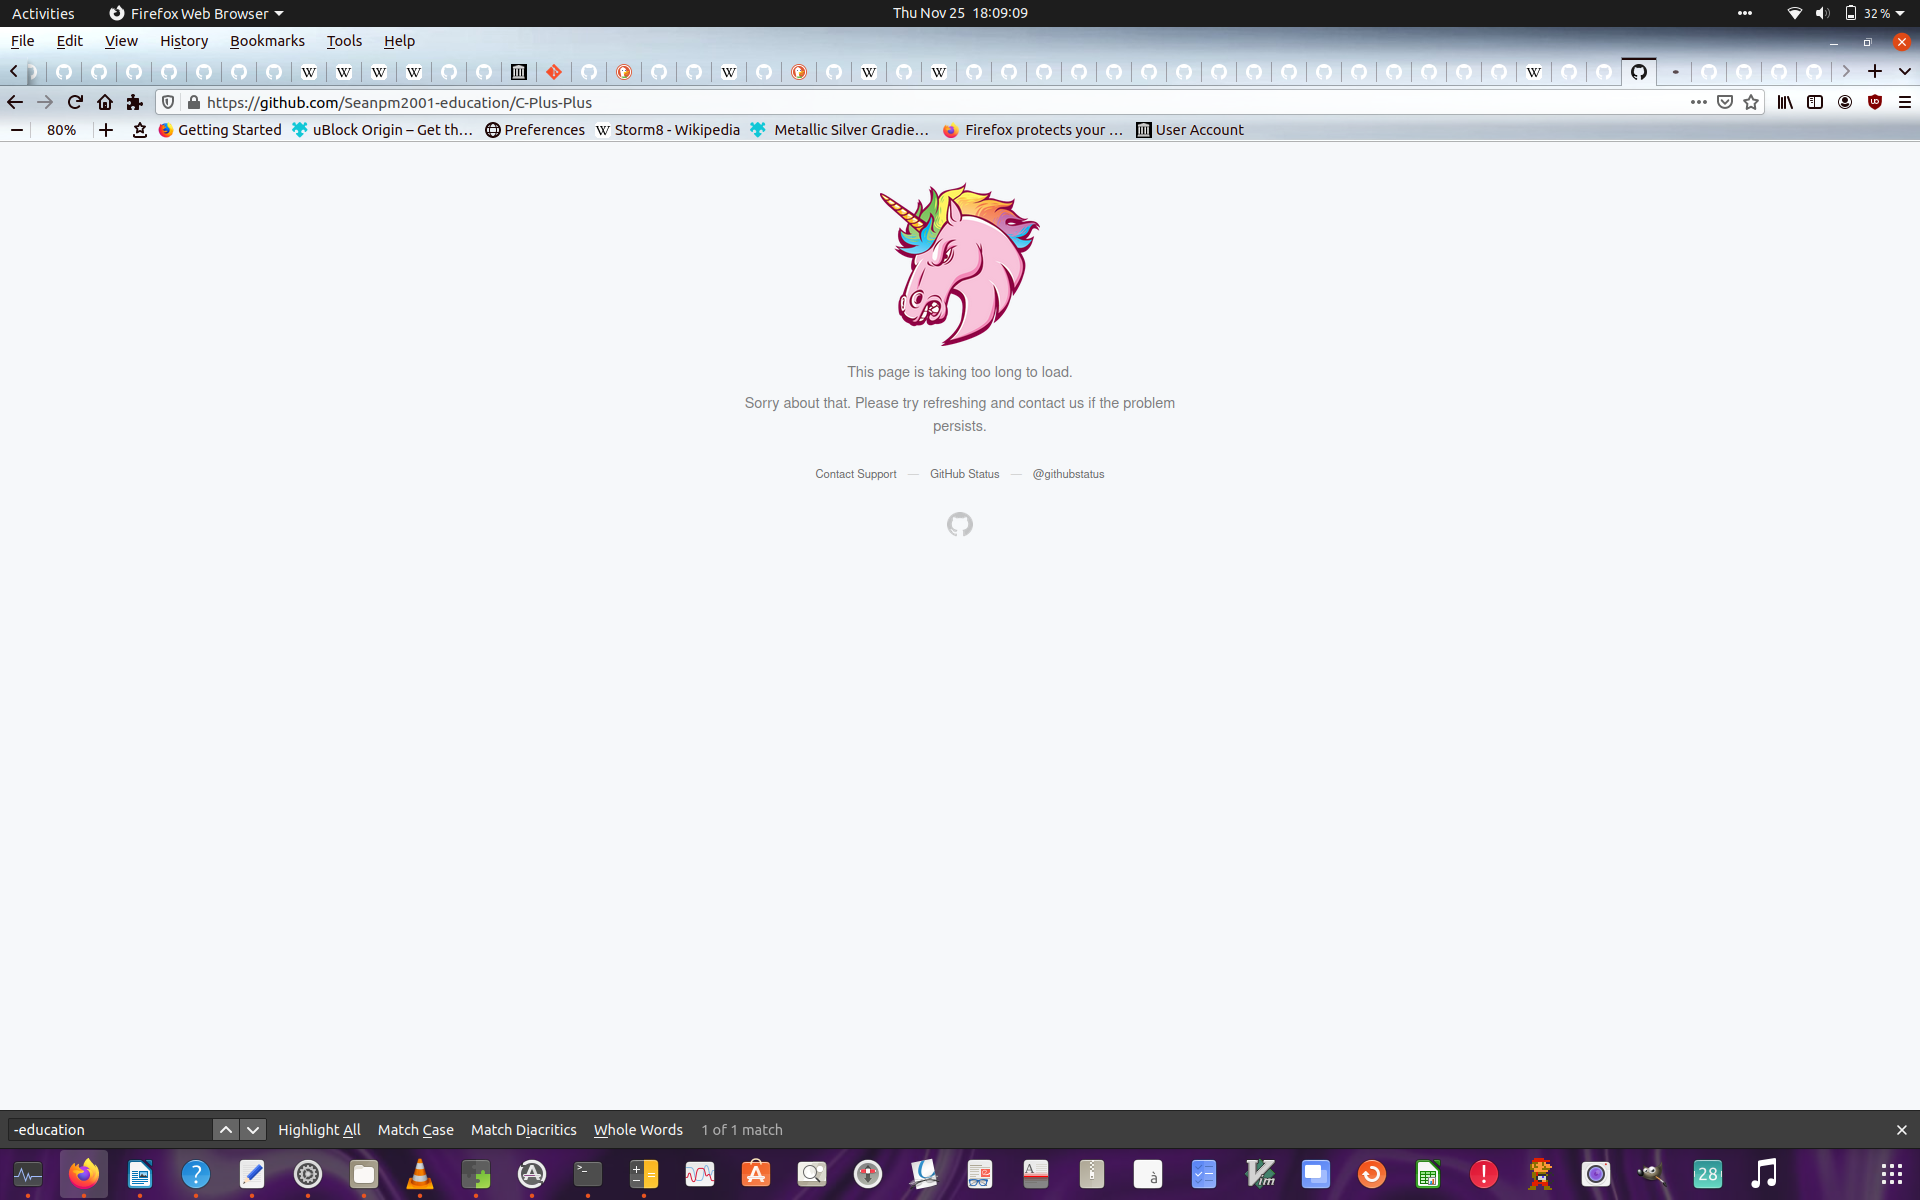 Activities Firefox Web Browser Thu Nov 25 18:09:09 32 %
File Edit View History Bookmarks Tools Help
https://github.com/Seanpm2001-education/C-Plus-Plus
80% Getting Started uBlock Origin – Get th… Preferences Storm8 - Wikipedia Metallic Silver Gradie… Firefox protects your … User Account
This page is taking too long to load.
Sorry about that. Please try refreshing and contact us if the problem
persists.
Contact Support — GitHub Status — @githubstatus
-education Highlight All Match Case Match Diacritics Whole Words 1 of 1 match
28